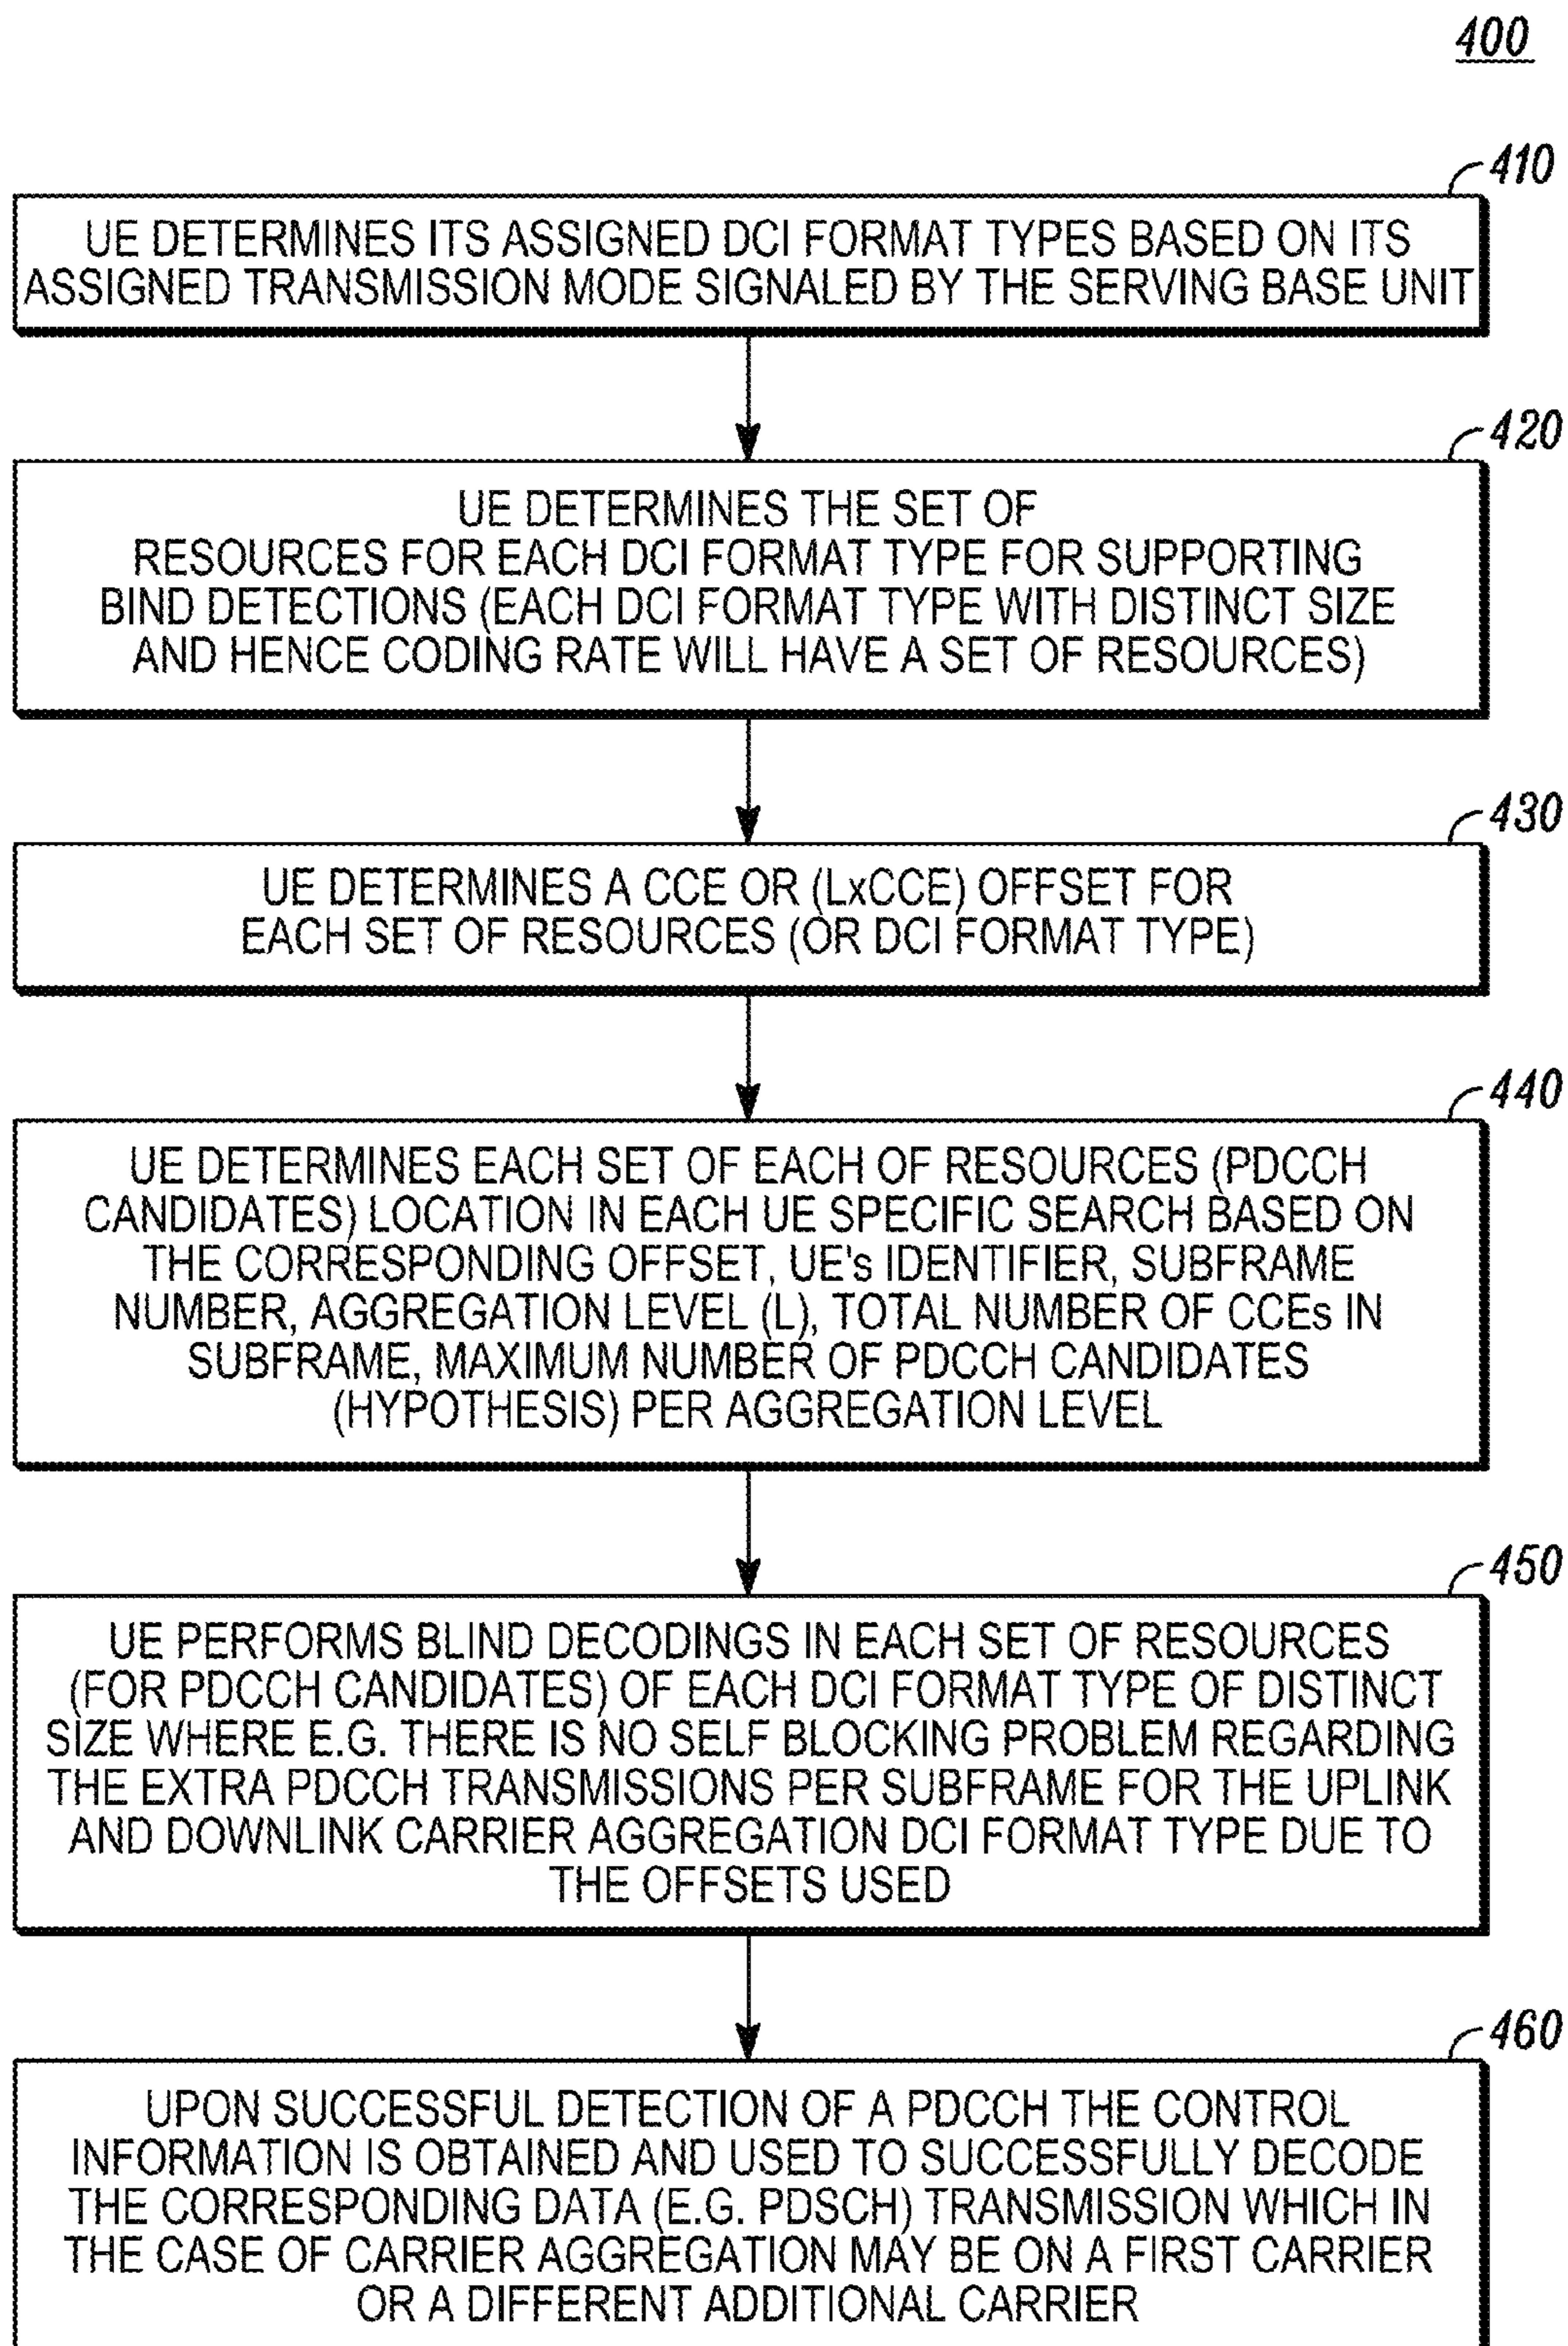 400
410
UE DETERMINES ITS ASSIGNED DCI FORMAT TYPES BASED ON ITS
ASSIGNED TRANSMISSION MODE SIGNALED BY THE SERVING BASE UNIT
420
UE DETERMINES THE SET OF
RESOURCES FOR EACH DCI FORMAT TYPE FOR SUPPORTING
BIND DETECTIONS (EACH DCI FORMAT TYPE WITH DISTINCT SIZE
AND HENCE CODING RATE WILL HAVE A SET OF RESOURCES)
430
UE DETERMINES A CCE OR (LxCCE) OFFSET FOR
EACH SET OF RESOURCES (OR DCI FORMAT TYPE)
440
UE DETERMINES EACH SET OF EACH OF RESOURCES (PDCCH
CANDIDATES) LOCATION IN EACH UE SPECIFIC SEARCH BASED ON
THE CORRESPONDING OFFSET, UE's IDENTIFIER, SUBFRAME
NUMBER, AGGREGATION LEVEL (L), TOTAL NUMBER OF CCEs IN
SUBFRAME, MAXIMUM NUMBER OF PDCCH CANDIDATES
(HYPOTHESIS) PER AGGREGATION LEVEL
450
UE PERFORMS BLIND DECODINGS IN EACH SET OF RESOURCES
(FOR PDCCH CANDIDATES) OF EACH DCI FORMAT TYPE OF DISTINCT
SIZE WHERE E.G. THERE IS NO SELF BLOCKING PROBLEM REGARDING
THE EXTRA PDCCH TRANSMISSIONS PER SUBFRAME FOR THE UPLINK
AND DOWNLINK CARRIER AGGREGATION DCI FORMAT TYPE DUE TO
THE OFFSETS USED
460
UPON SUCCESSFUL DETECTION OF A PDCCH THE CONTROL
INFORMATION IS OBTAINED AND USED TO SUCCESSFULLY DECODE
THE CORRESPONDING DATA (E.G. PDSCH) TRANSMISSION WHICH IN
THE CASE OF CARRIER AGGREGATION MAY BE ON A FIRST CARRIER
OR A DIFFERENT ADDITIONAL CARRIER